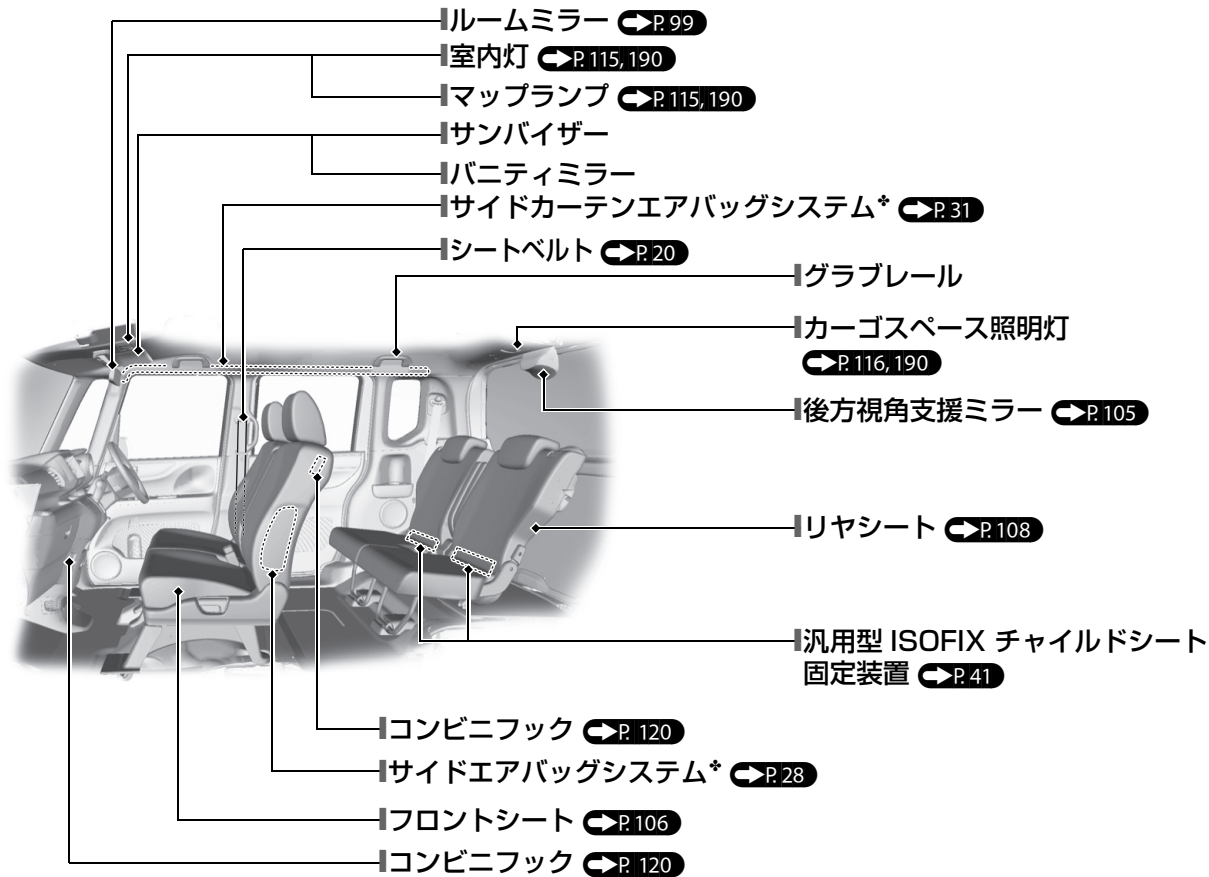 ルームミラー P. 99
室内灯 P. 115, 190
マップランプ P. 115, 190
サンバイザー
バニティミラー
サイドカーテンエアバッグシステム* P. 31
シートベルト P. 20
グラブレール
カーゴスペース照明灯
P. 116, 190
後方視角支援ミラー P. 105
リヤシート P. 108
汎用型 ISOFIX チャイルドシート
固定装置 P. 41
コンビニフック P. 120
サイドエアバッグシステム* P. 28
フロントシート P. 106
コンビニフック P. 120